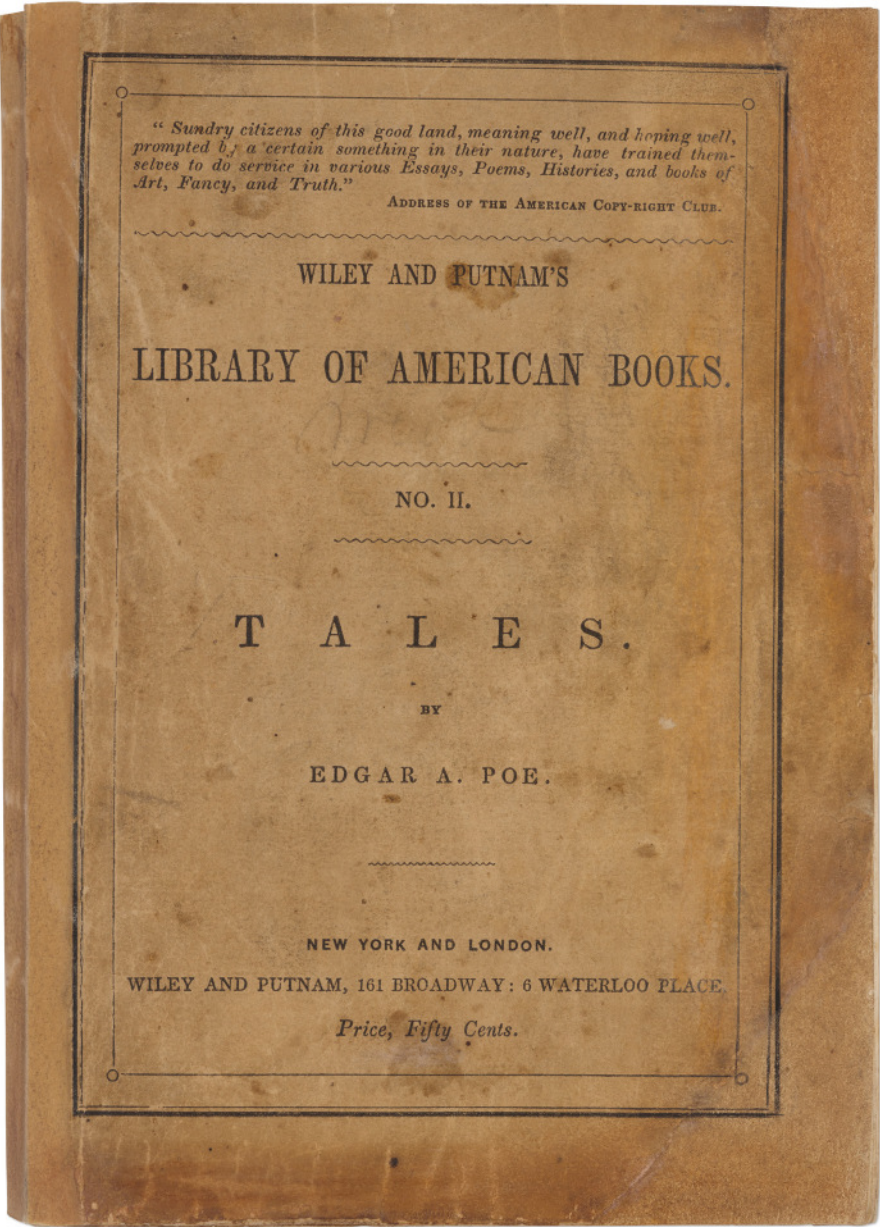 “ Sundry citizens of this good land, meaning well, and hoping well,
prompted by a certain something in their nature, have trained them-
selves to do service in various Essays, Poems, Histories, and books of
Art, Fancy, and Truth.”
ADDRESS OF THE AMERICAN COPY-RIGHT CLUB.
WILEY AND PUTNAM'S
LIBRARY OF AMERICAN BOOKS.
NO. II.
TALES.
BY
EDGAR A. POE.
NEW YORK AND LONDON.
WILEY AND PUTNAM, 161 BROADWAY: 6 WATERLOO PLACE.
Price, Fifty Cents.